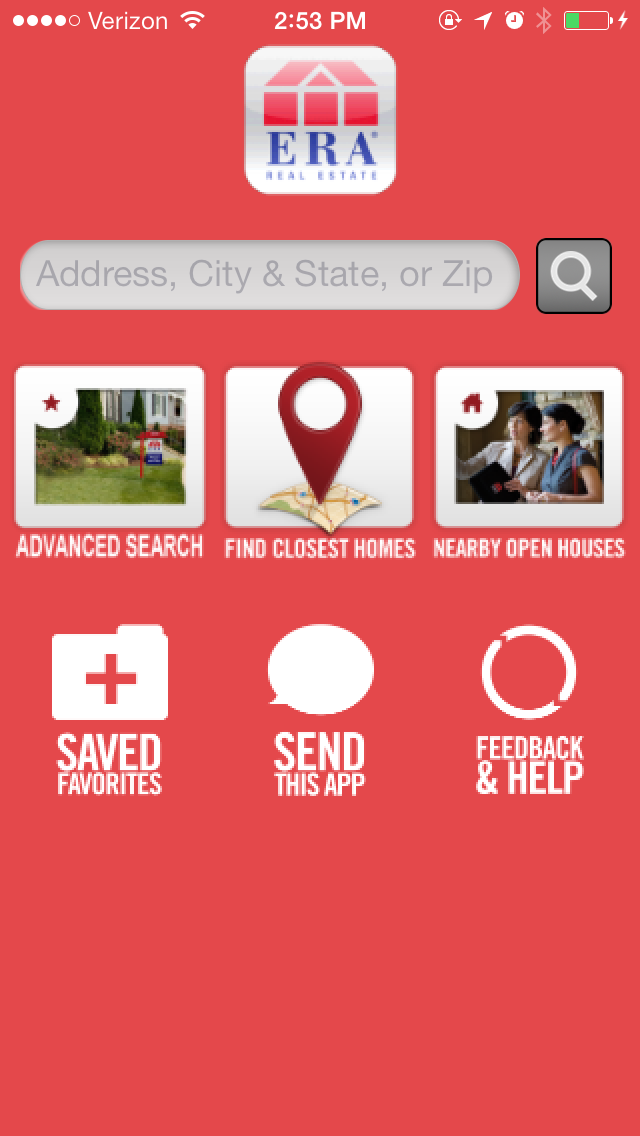 Verizon 2:53 PM
ERA®
REAL ESTATE
Address, City & State, or Zip
ADVANCED SEARCH FIND CLOSEST HOMES NEARBY OPEN HOUSES
SAVED
FAVORITES
SEND
THIS APP
FEEDBACK
& HELP